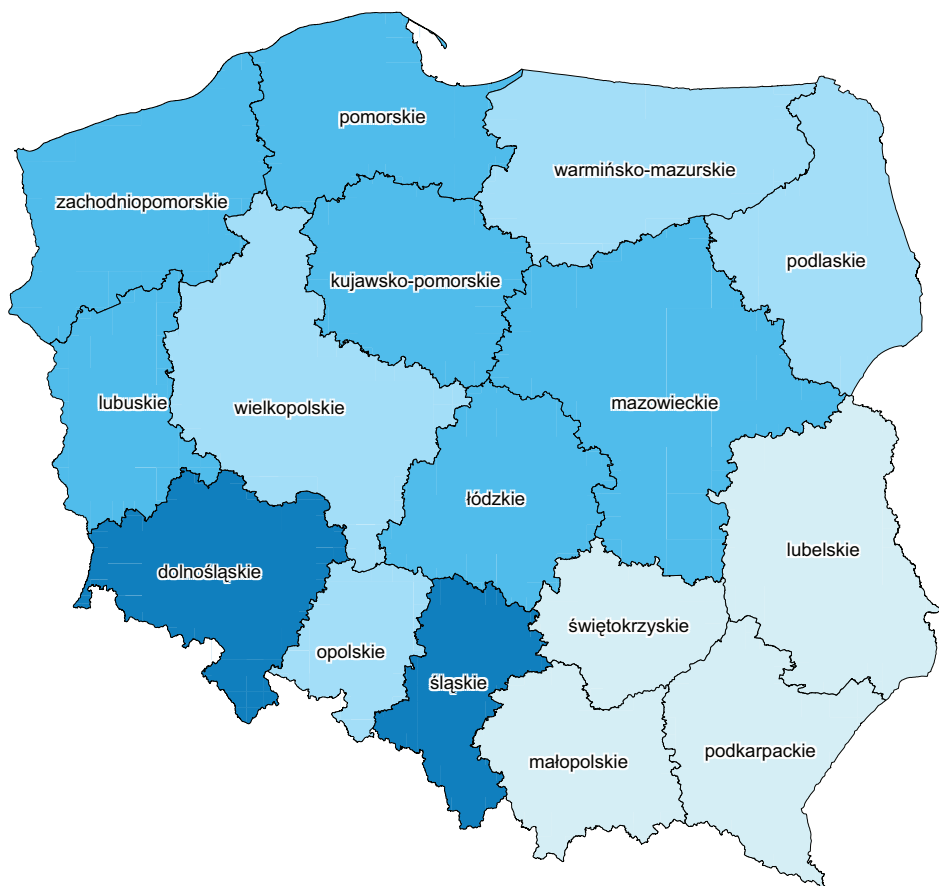 pomorskie
warmińsko-mazurskie
zachodniopomorskie
podlaskie
kujawsko-pomorskie
lubuskie
wielkopolskie
mazowieckie
łódzkie
lubelskie
dolnośląskie
świętokrzyskie
opolskie
śląskie
podkarpackie
małopolskie